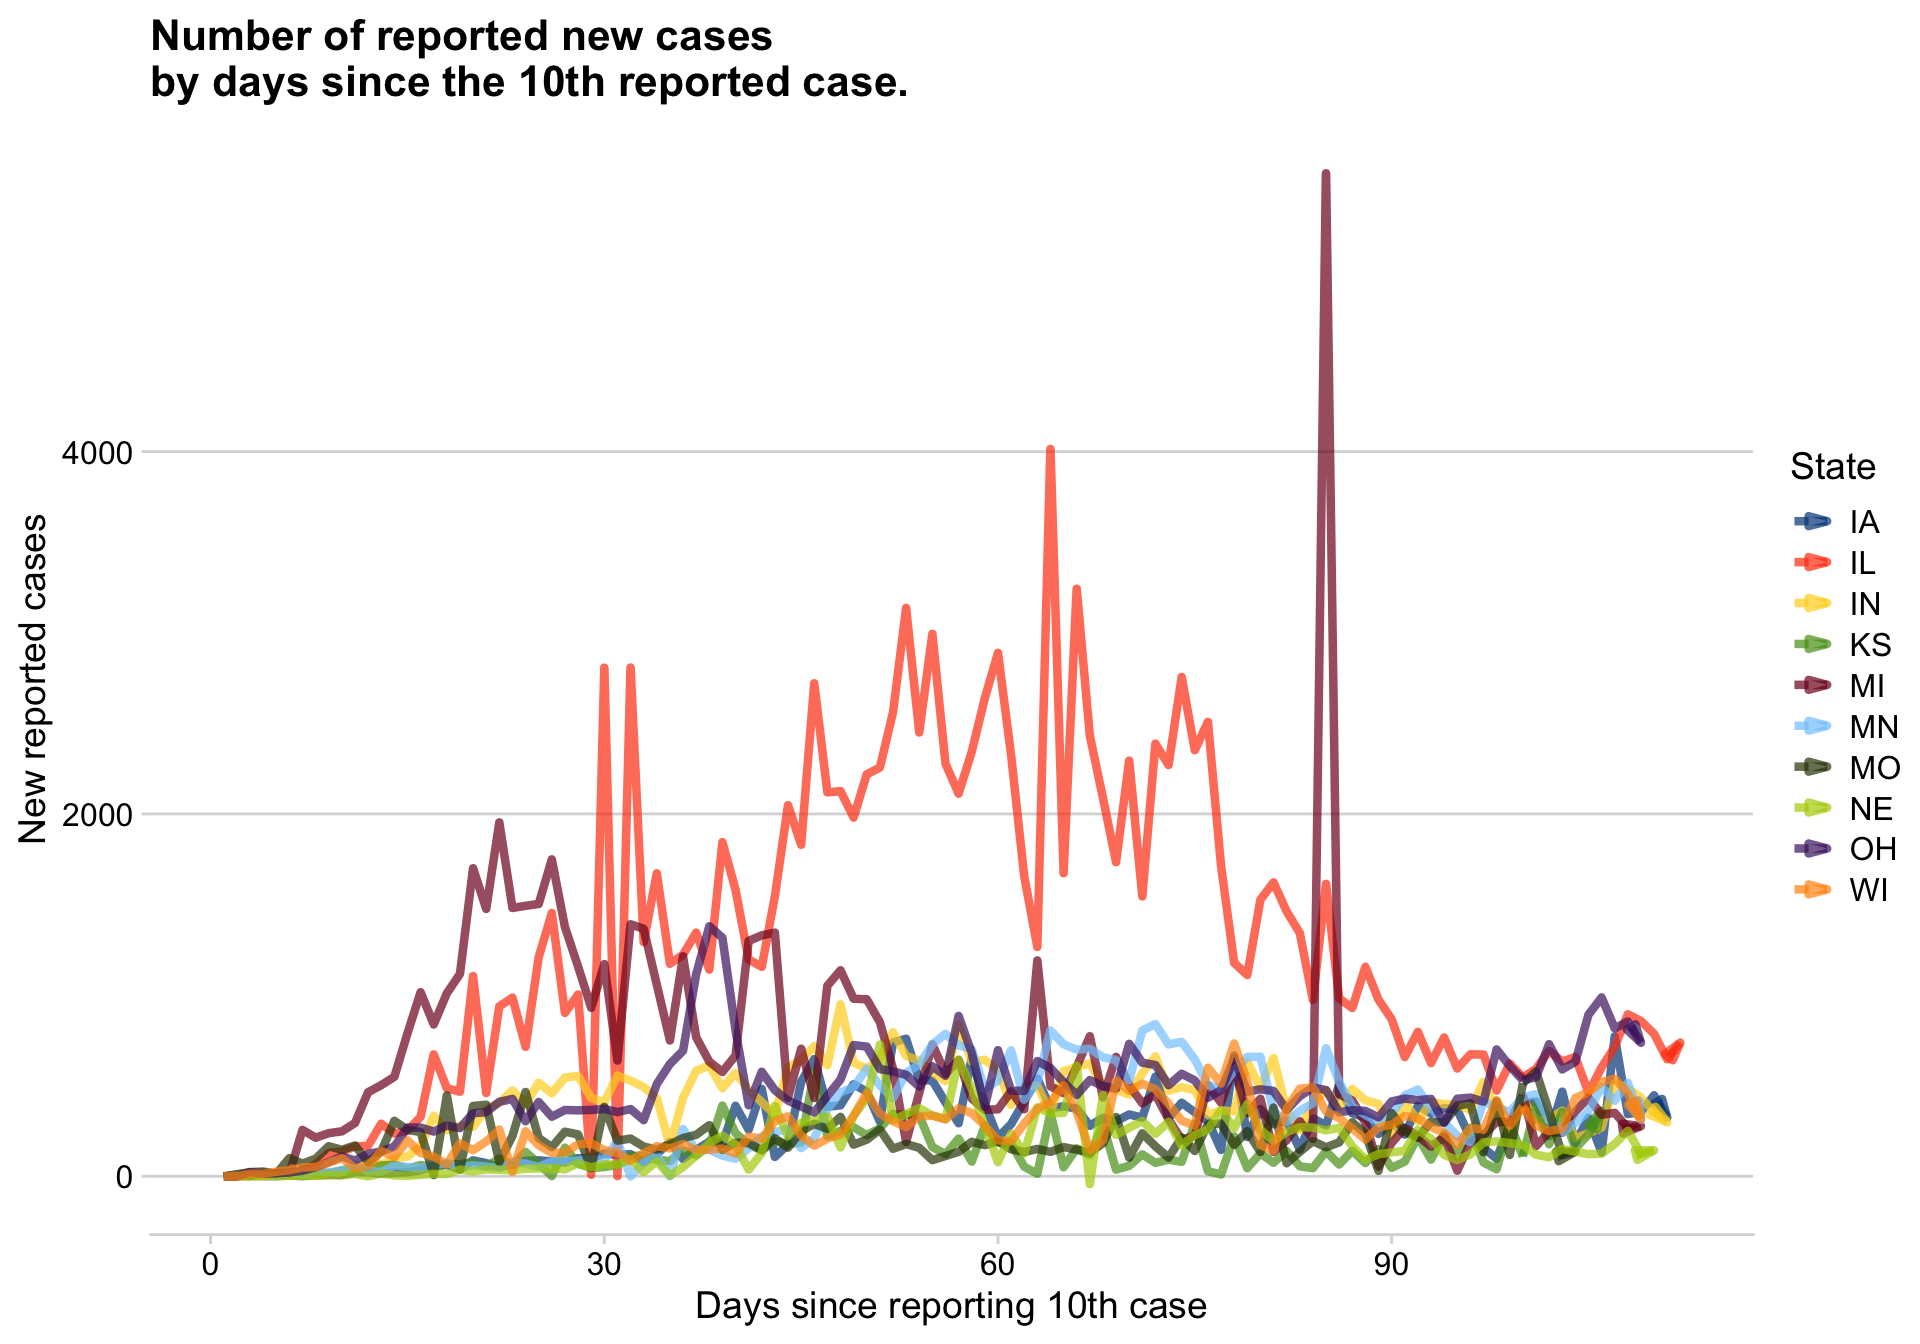 Number of reported new cases
by days since the 10th reported case.
4000
2000
0
New reported cases
0
30
60
90
Days since reporting 10th case
State
IA
IL
IN
KS
MI
MN
MO
NE
OH
WI